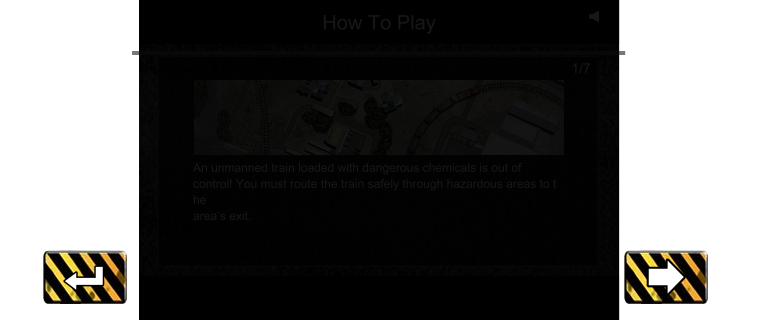 How To Play
1/7
An unmanned train loaded with dangerous chemicals is out of
control! You must route the train safely through hazardous areas to t
he
area's exit.